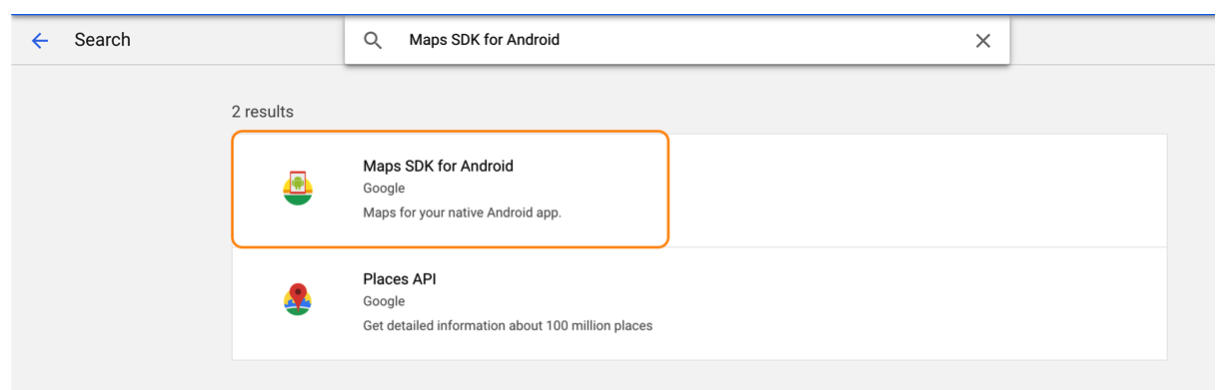 Search
Maps SDK for Android
2 results
Maps SDK for Android
Google
Maps for your native Android app.
Places API
Google
Get detailed information about 100 million places